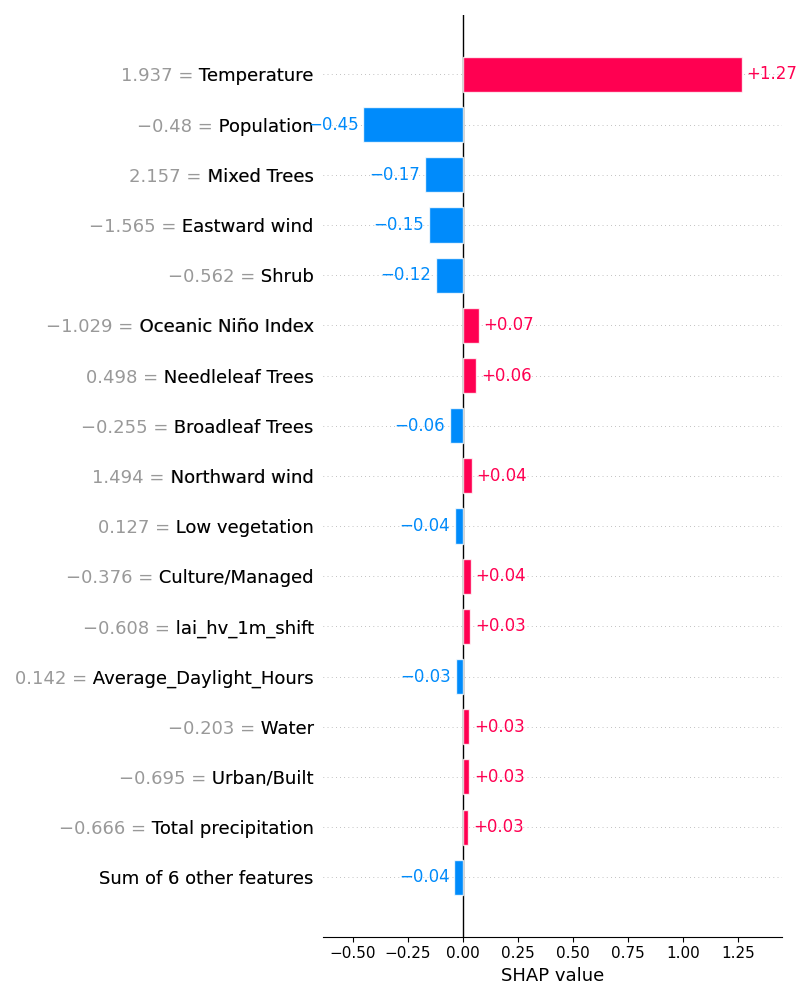 1.937 = Temperature +1.27
−0.48 = Population −0.45
2.157 = Mixed Trees −0.17
−1.565 = Eastward wind −0.15
−0.562 = Shrub −0.12
−1.029 = Oceanic Niño Index +0.07
0.498 = Needleleaf Trees +0.06
−0.255 = Broadleaf Trees −0.06
1.494 = Northward wind +0.04
0.127 = Low vegetation −0.04
−0.376 = Culture/Managed +0.04
−0.608 = lai_hv_1m_shift +0.03
0.142 = Average_Daylight_Hours −0.03
−0.203 = Water +0.03
−0.695 = Urban/Built +0.03
−0.666 = Total precipitation +0.03
Sum of 6 other features −0.04
−0.50 −0.25 0.00 0.25 0.50 0.75 1.00 1.25
SHAP value